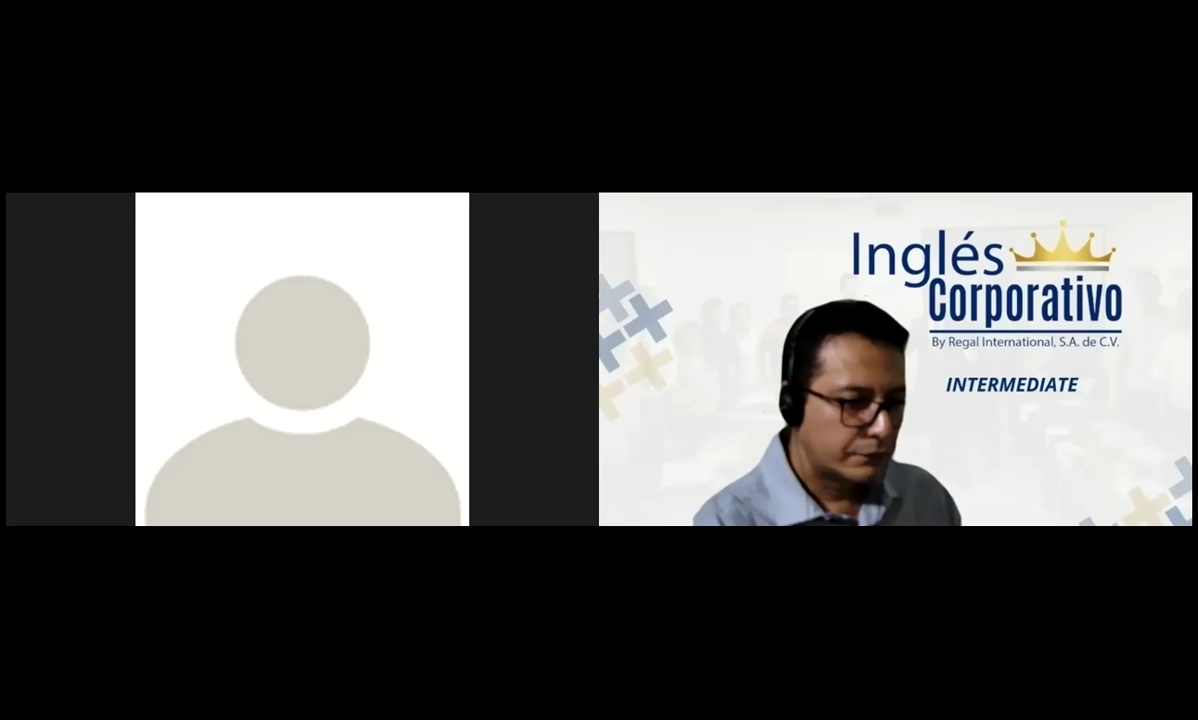 Inglés
Corporativo
By Regal International, S.A. de C.V.
INTERMEDIATE